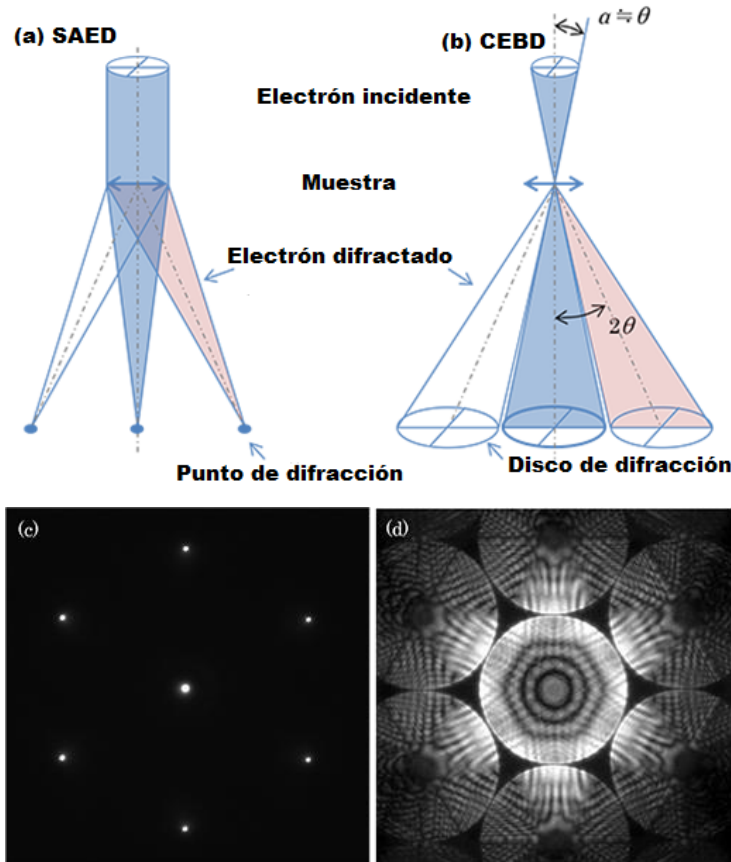 (a) SAED
(b) CEBD
α≒θ
Electrón incidente
Muestra
Electrón difractado
2θ
Punto de difracción
Disco de difracción
(c)
(d)